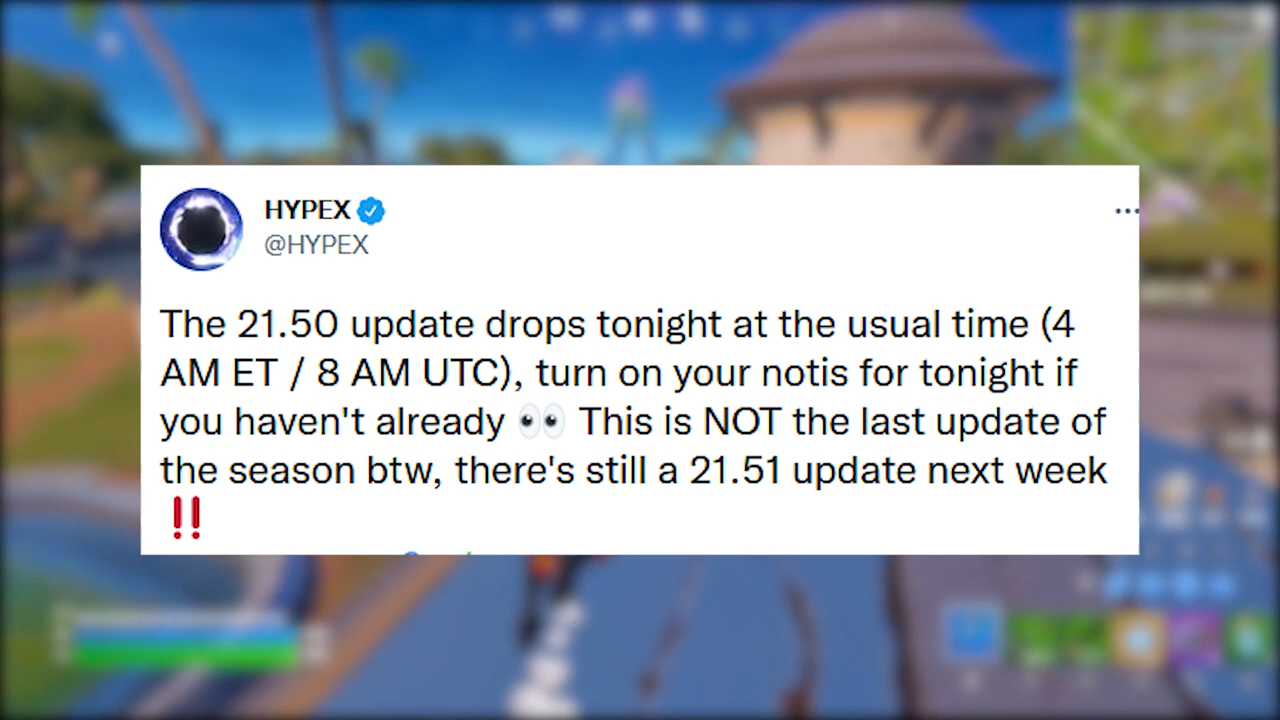 HYPEX
@HYPEX
The 21.50 update drops tonight at the usual time (4
AM ET / 8 AM UTC), turn on your notis for tonight if
you haven't already 👀 This is NOT the last update of
the season btw, there's still a 21.51 update next week
‼️